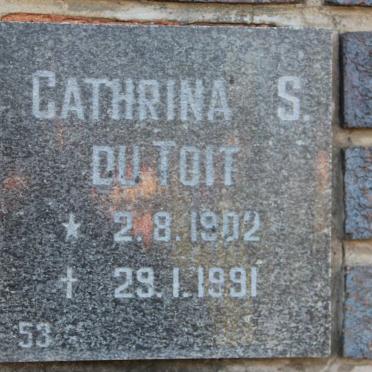 CATHRINA S.
DU TOIT
★ 2.8.1902
† 29.1.1991
53